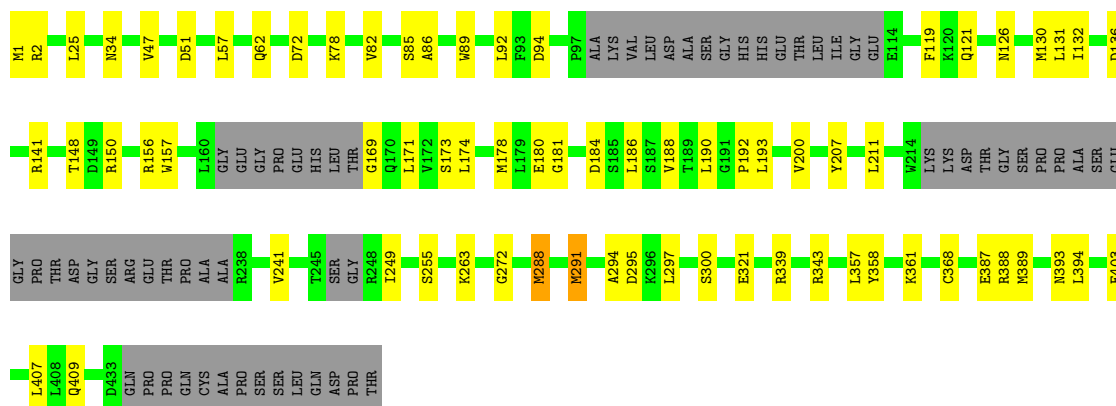 M1 R2 L25 N34 V47 D51 L57 Q62 D72 K78 V82 S85 A86 W89 L92 F93 D94 P97 ALA LYS VAL LEU ASP ALA SER GLY HIS HIS GLU THR LEU ILE GLY GLU E114 F119 K120 Q121 N126 M130 L131 I132
R141 T148 D149 R150 R156 W157 L160 GLY GLU GLY PRO GLU HIS LEU THR G169 Q170 L171 V172 S173 L174 M178 L179 E180 G181 D184 S185 L186 S187 V188 T189 L190 G191 P192 L193 V200 Y207 L211 W214 LYS LYS ASP THR GLY SER PRO PRO ALA SER GLU
GLY PRO THR ASP GLY SER ARG GLU THR PRO ALA ALA R238 V241 T245 SER GLY R248 I249 S255 K263 G272 M288 M291 A294 D295 K296 L297 S300 E321 R339 R343 L357 Y358 K361 C368 E387 R388 M389 N393 L394
L407 L408 Q409 D433 GLN PRO PRO GLN CYS ALA PRO SER SER LEU GLN ASP PRO THR